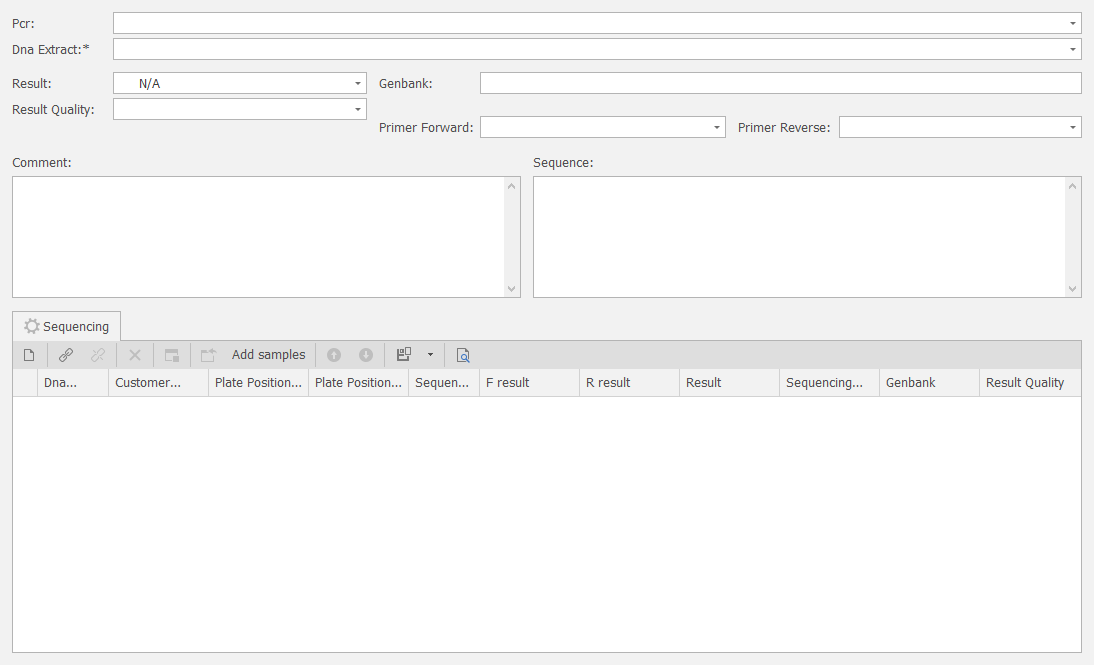 Pcr:
Dna Extract:*
Result: N/A Genbank:
Result Quality:
Primer Forward: Primer Reverse:
Comment: Sequence:
Sequencing
Add samples
Dna... Customer... Plate Position... Plate Position... Sequen... F result R result Result Sequencing... Genbank Result Quality